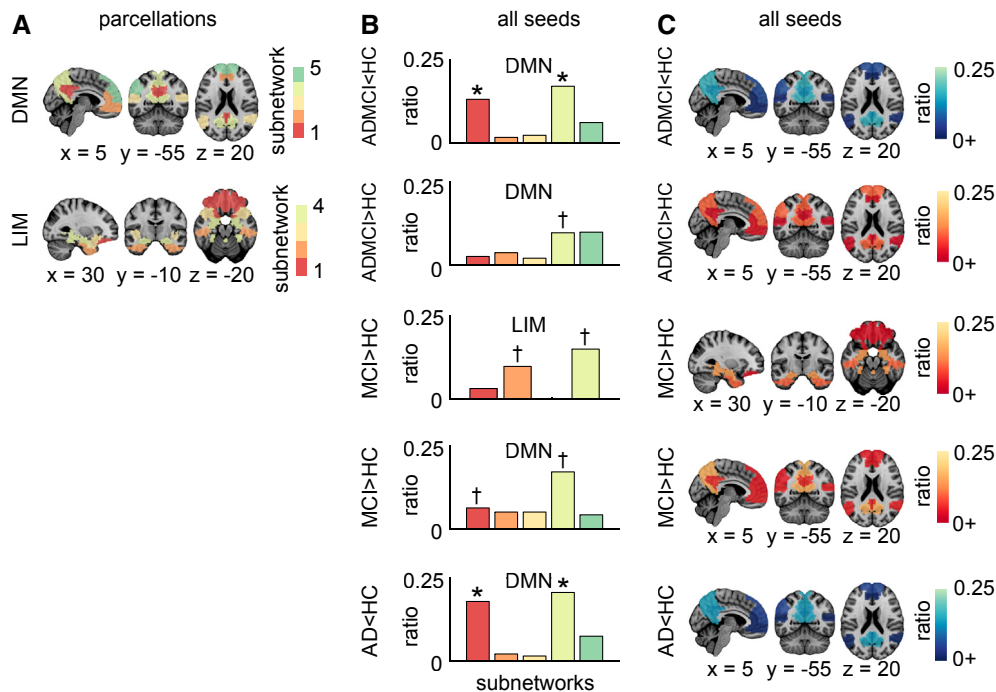 A parcellations
DMN
subnetwork
5
1
x = 5 y = -55 z = 20
LIM
subnetwork
4
1
x = 30 y = -10 z = -20
B all seeds
ADMCI<HC
ratio
0.25
0
DMN
*
*
ADMCI>HC
ratio
0.25
0
DMN
†
MCI>HC
ratio
0.25
0
LIM
†
†
MCI>HC
ratio
0.25
0
DMN
†
†
AD<HC
ratio
0.25
0
DMN
*
*
subnetworks
C all seeds
ADMCI<HC
x = 5 y = -55 z = 20
0.25
ratio
0+
ADMCI>HC
x = 5 y = -55 z = 20
0.25
ratio
0+
MCI>HC
x = 30 y = -10 z = -20
0.25
ratio
0+
MCI>HC
x = 5 y = -55 z = 20
0.25
ratio
0+
AD<HC
x = 5 y = -55 z = 20
0.25
ratio
0+